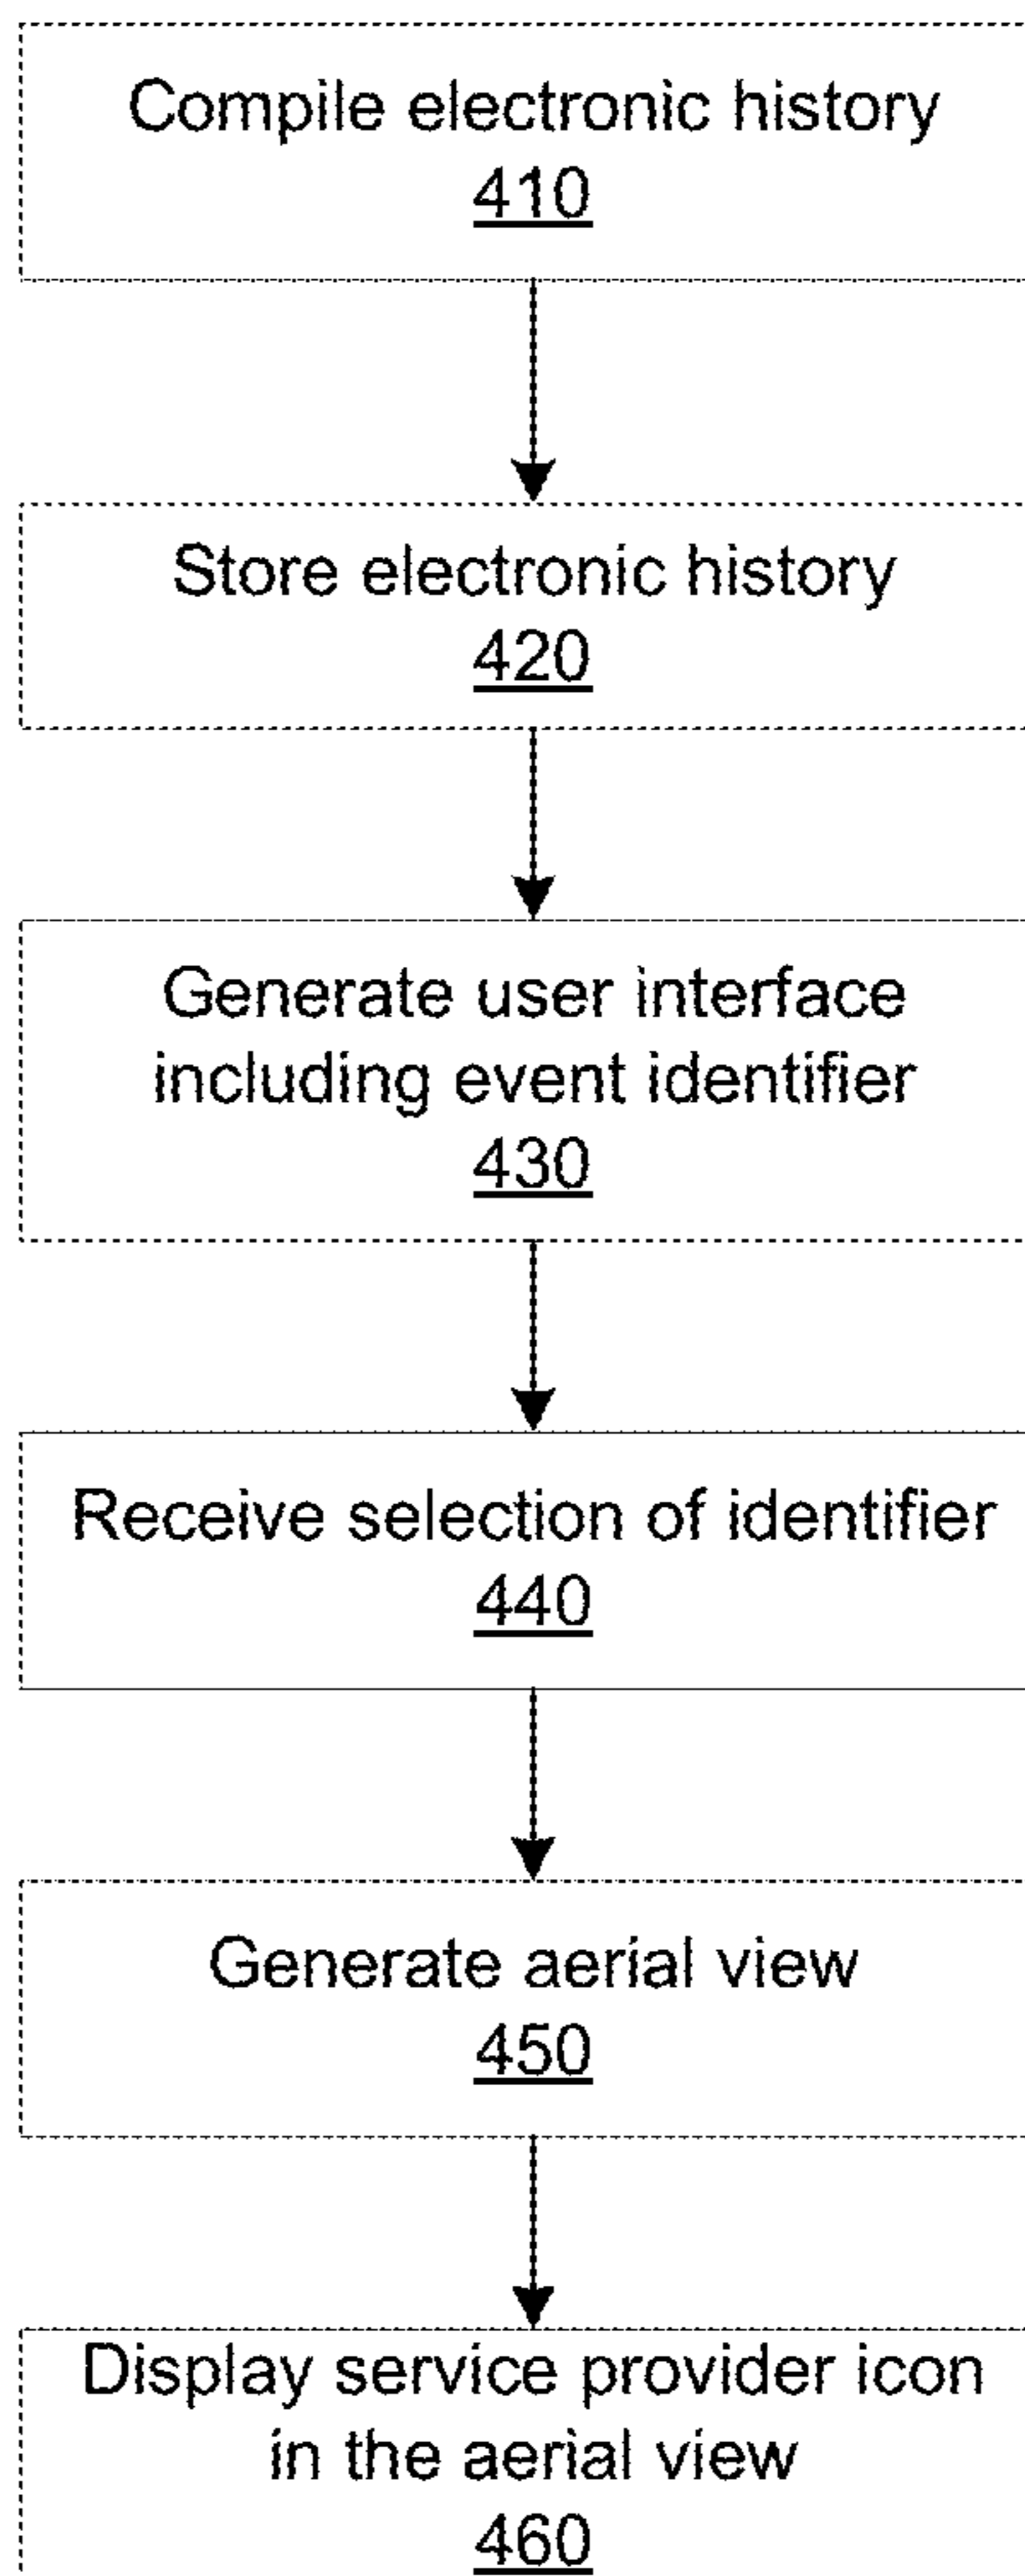 Compile electronic history
410
Store electronic history
420
Generate user interface
including event identifier
430
Receive selection of identifier
440
Generate aerial view
450
Display service provider icon
in the aerial view
460